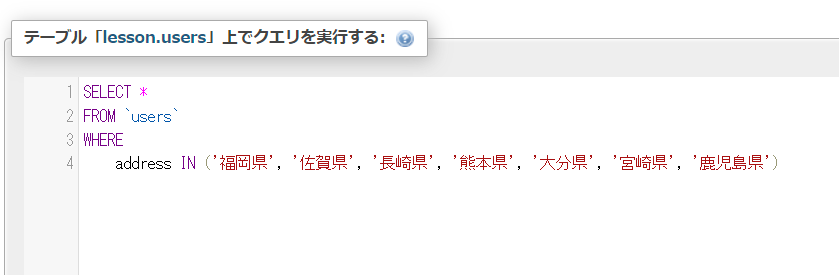 テーブル「lesson.users」上でクエリを実行する:
1 SELECT *
2 FROM `users`
3 WHERE
4 address IN ('福岡県', '佐賀県', '長崎県', '熊本県', '大分県', '宮崎県', '鹿児島県')